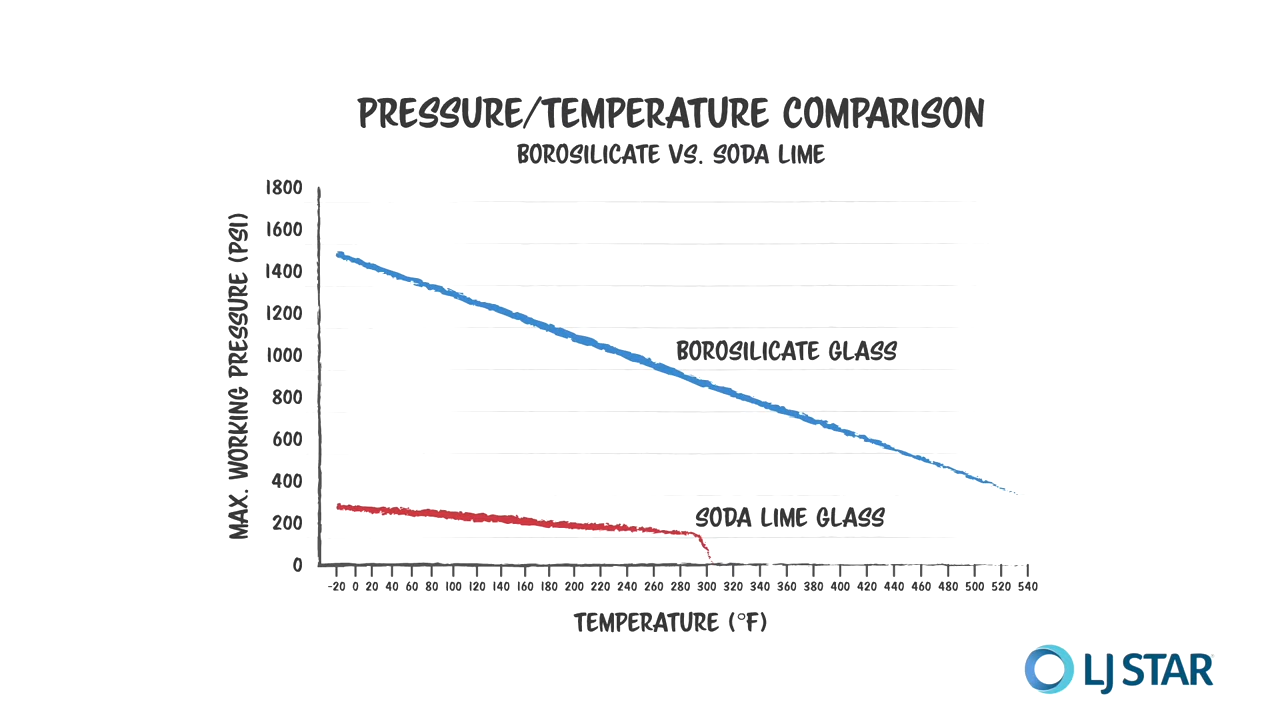 PRESSURE/TEMPERATURE COMPARISON
BOROSILICATE VS. SODA LIME
MAX. WORKING PRESSURE (PSI)
1800
1600
1400
1200
1000
800
600
400
200
0
BOROSILICATE GLASS
SODA LIME GLASS
-20 0 20 40 60 80 100 120 140 160 180 200 220 240 260 280 300 320 340 360 380 400 420 440 460 480 500 520 540
TEMPERATURE (°F)
LJ STAR